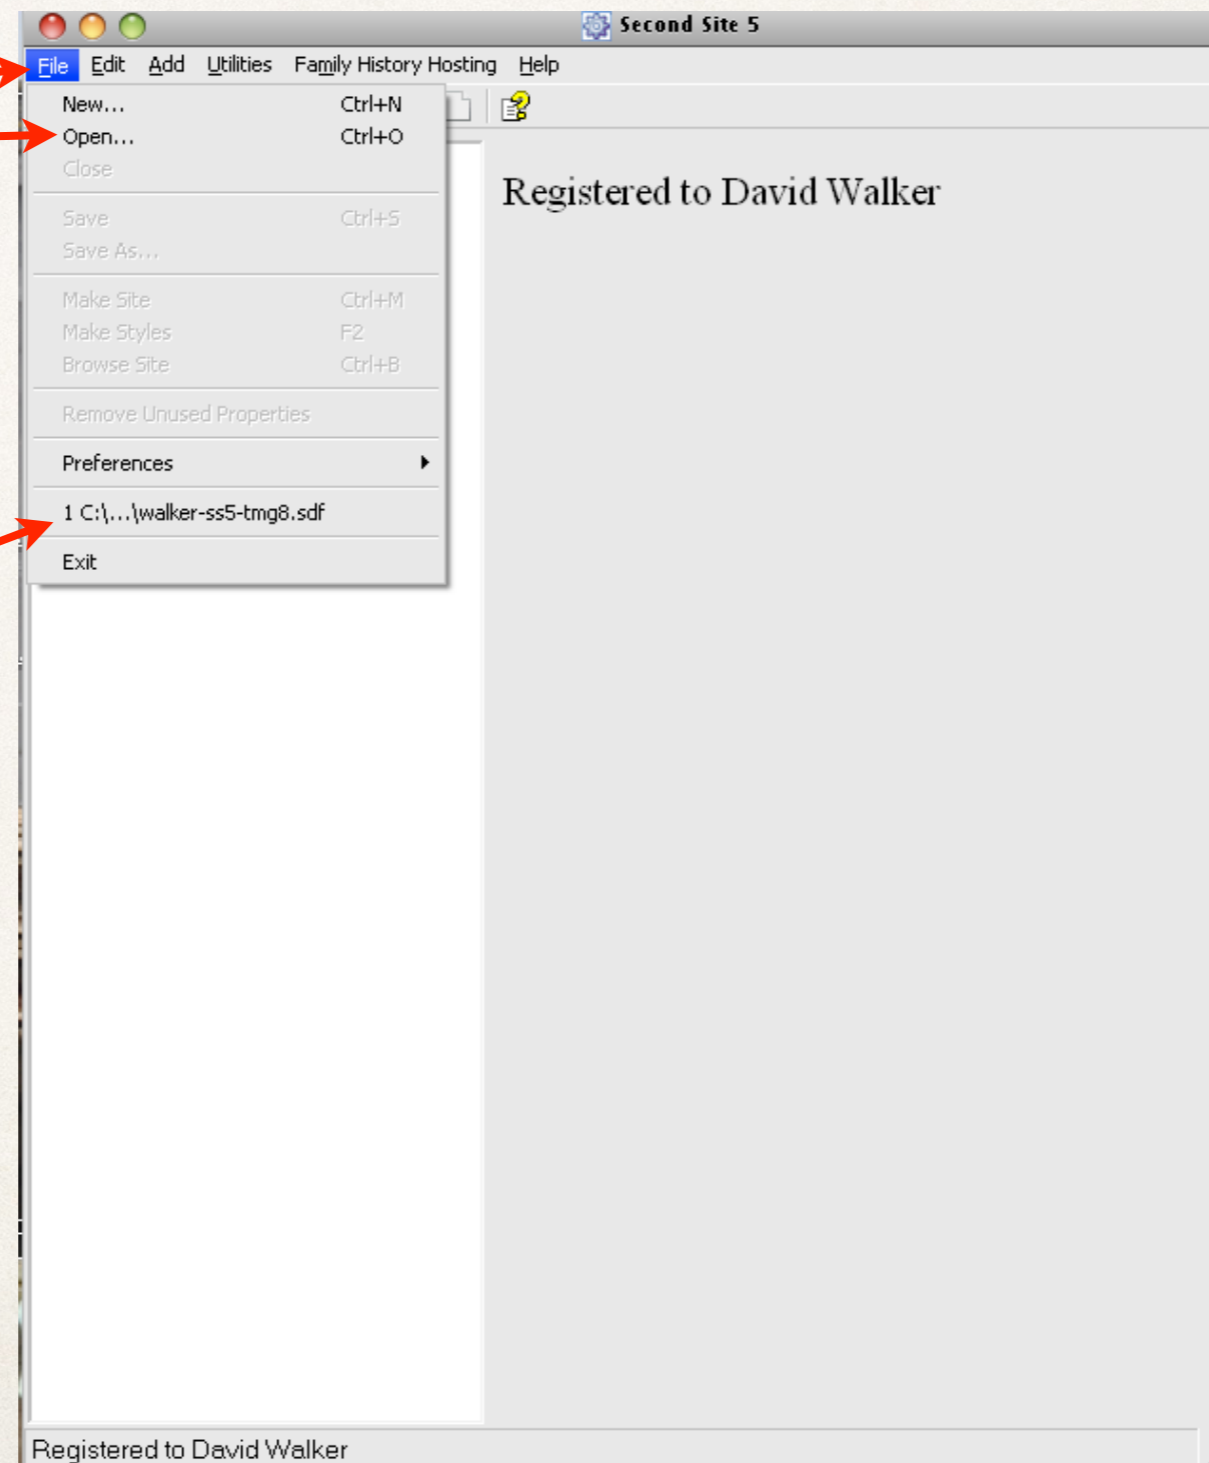 Second Site 5
File Edit Add Utilities Family History Hosting Help
New... Ctrl+N
Open... Ctrl+O
Close
Save Ctrl+S
Save As...
Make Site Ctrl+M
Make Styles F2
Browse Site Ctrl+B
Remove Unused Properties
Preferences
1 C:\...\walker-ss5-tmg8.sdf
Exit
Registered to David Walker
Registered to David Walker